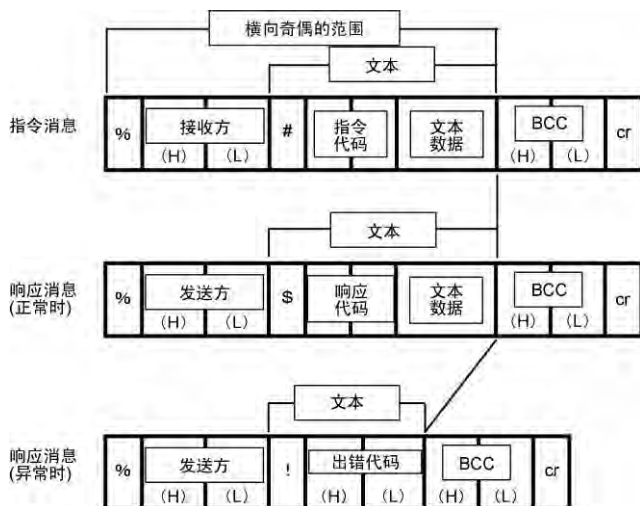 横向奇偶的范围
文本
指令消息
% 接收方 # 指令代码 文本数据 BCC cr
(H) (L) (H) (L)
文本
响应消息
(正常时)
% 发送方 $ 响应代码 文本数据 BCC cr
(H) (L) (H) (L)
文本
响应消息
(异常时)
% 发送方 ! 出错代码 BCC cr
(H) (L) (H) (L) (H) (L)